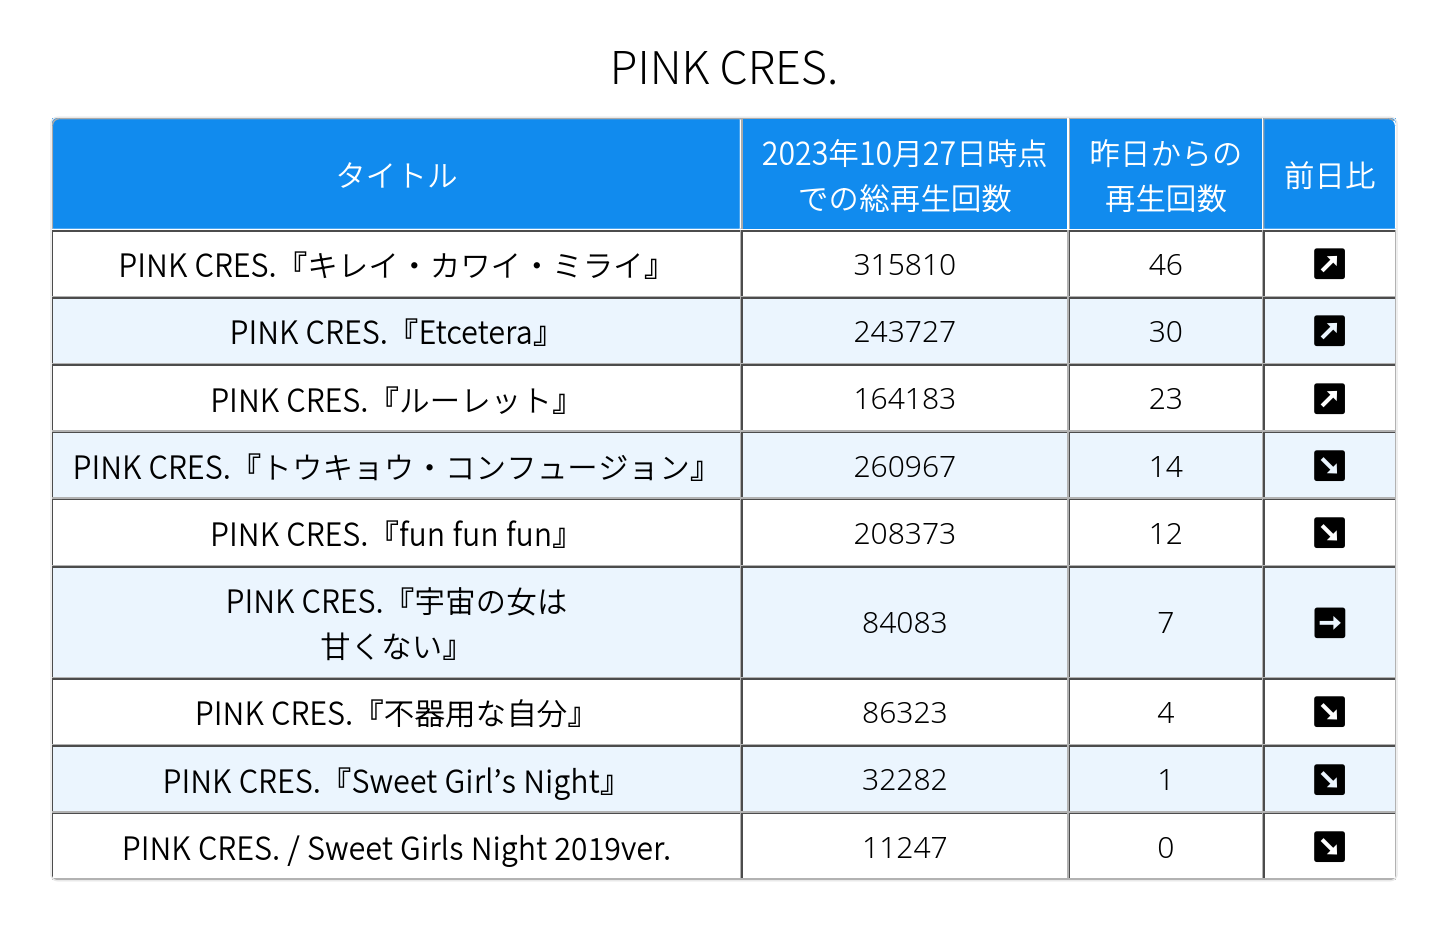 PINK CRES.
タイトル
2023年10月27日時点
での総再生回数
昨日からの
再生回数
前日比
PINK CRES.『キレイ・カワイ・ミライ』 315810 46 ↗
PINK CRES.『Etcetera』 243727 30 ↗
PINK CRES.『ルーレット』 164183 23 ↗
PINK CRES.『トウキョウ・コンフュージョン』 260967 14 ↘
PINK CRES.『fun fun fun』 208373 12 ↘
PINK CRES.『宇宙の女は
甘くない』 84083 7 →
PINK CRES.『不器用な自分』 86323 4 ↘
PINK CRES.『Sweet Girl’s Night』 32282 1 ↘
PINK CRES. / Sweet Girls Night 2019ver. 11247 0 ↘